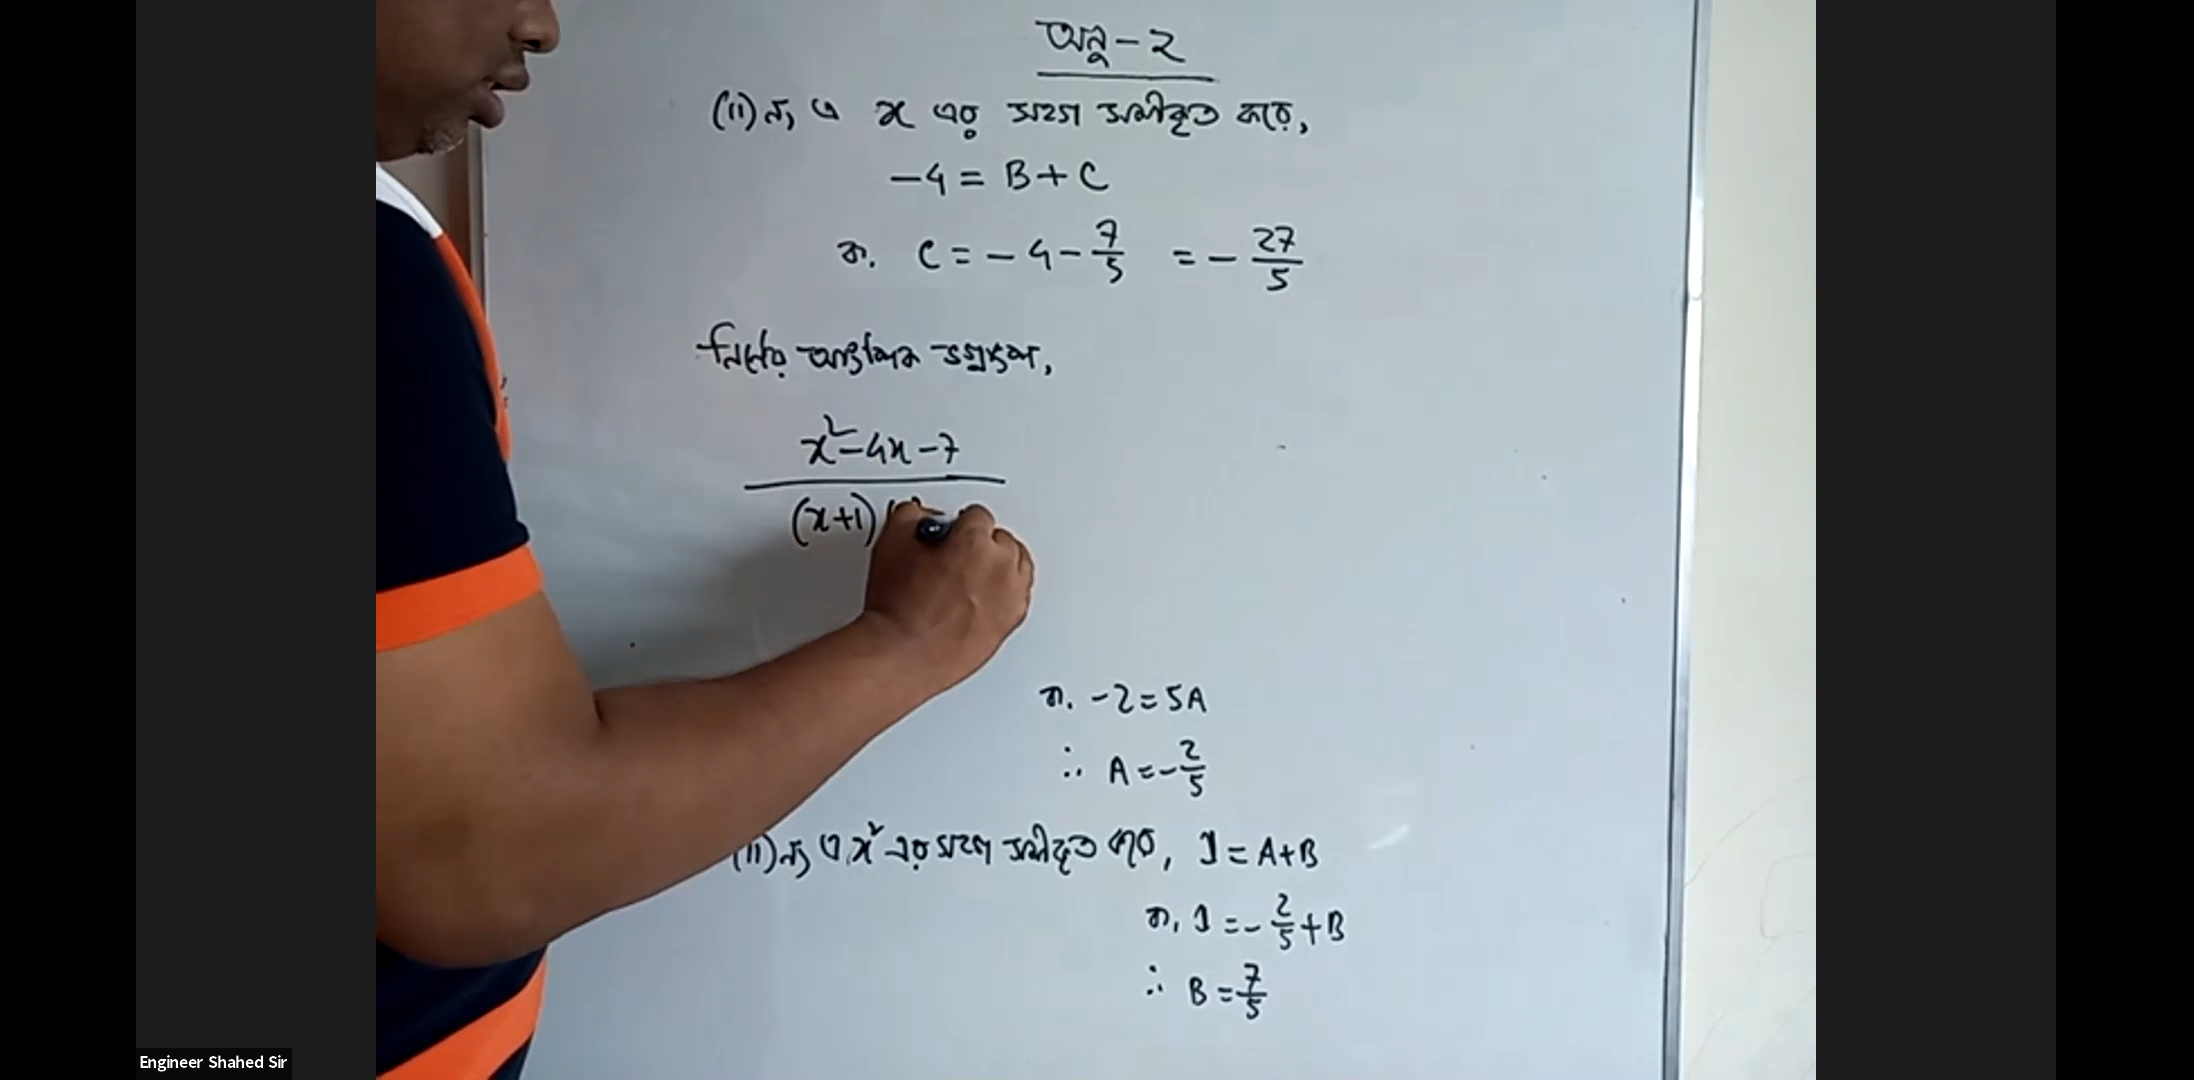 অনু-২
(ii) নং এ x এর সহগ সমীকৃত করে,
-4 = B + C
বা. C = - 4 - 7/5 = - 27/5
নির্ণেয় আংশিক ভগ্নাংশ,
x² - 4x - 7
(x+1)
বা. -2 = 5A
∴ A = - 2/5
(ii) নং এ x² এর সহগ সমীকৃত করে, 1 = A+B
বা, 1 = - 2/5 + B
∴ B = 7/5
Engineer Shahed Sir